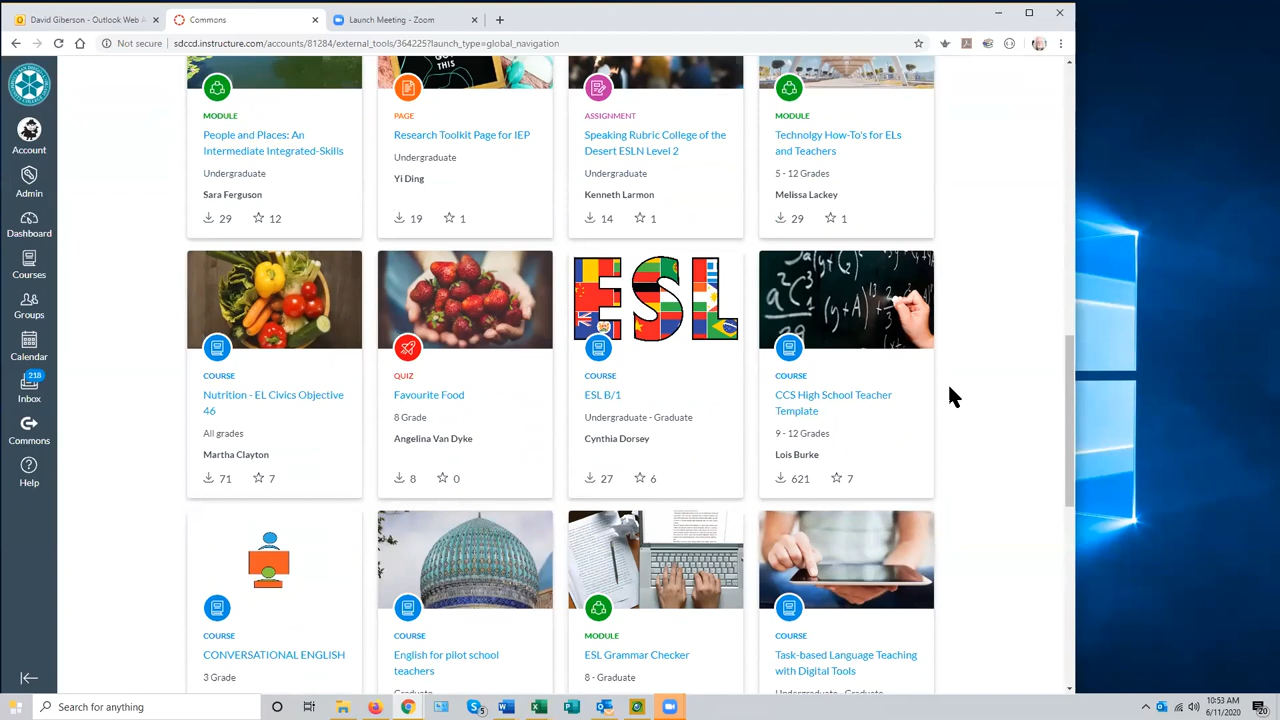 David Giberson - Outlook Web A
Commons
Launch Meeting - Zoom
Not secure
sdccd.instructure.com/accounts/81284/external_tools/364225?launch_type=global_navigation
THIS
MODULE
PAGE
ASSIGNMENT
MODULE
People and Places: An
Intermediate Integrated-Skills
Research Toolkit Page for IEP
Speaking Rubric College of the
Desert ESLN Level 2
Technolgy How-To's for ELs
and Teachers
Undergraduate
Undergraduate
Undergraduate
5 - 12 Grades
Sara Ferguson
Yi Ding
Kenneth Larmon
Melissa Lackey
29 12
19 1
14 1
29 1
Account
Admin
Dashboard
Courses
Groups
Calendar
218
Inbox
Commons
Help
ESL
COURSE
QUIZ
COURSE
COURSE
Nutrition - EL Civics Objective
46
Favourite Food
ESL B/1
CCS High School Teacher
Template
All grades
8 Grade
Undergraduate - Graduate
9 - 12 Grades
Martha Clayton
Angelina Van Dyke
Cynthia Dorsey
Lois Burke
71 7
8 0
27 6
621 7
COURSE
COURSE
MODULE
COURSE
CONVERSATIONAL ENGLISH
English for pilot school
teachers
ESL Grammar Checker
Task-based Language Teaching
with Digital Tools
3 Grade
Graduate
8 - Graduate
Undergraduate - Graduate
Search for anything
5
10:53 AM
6/11/2020
20